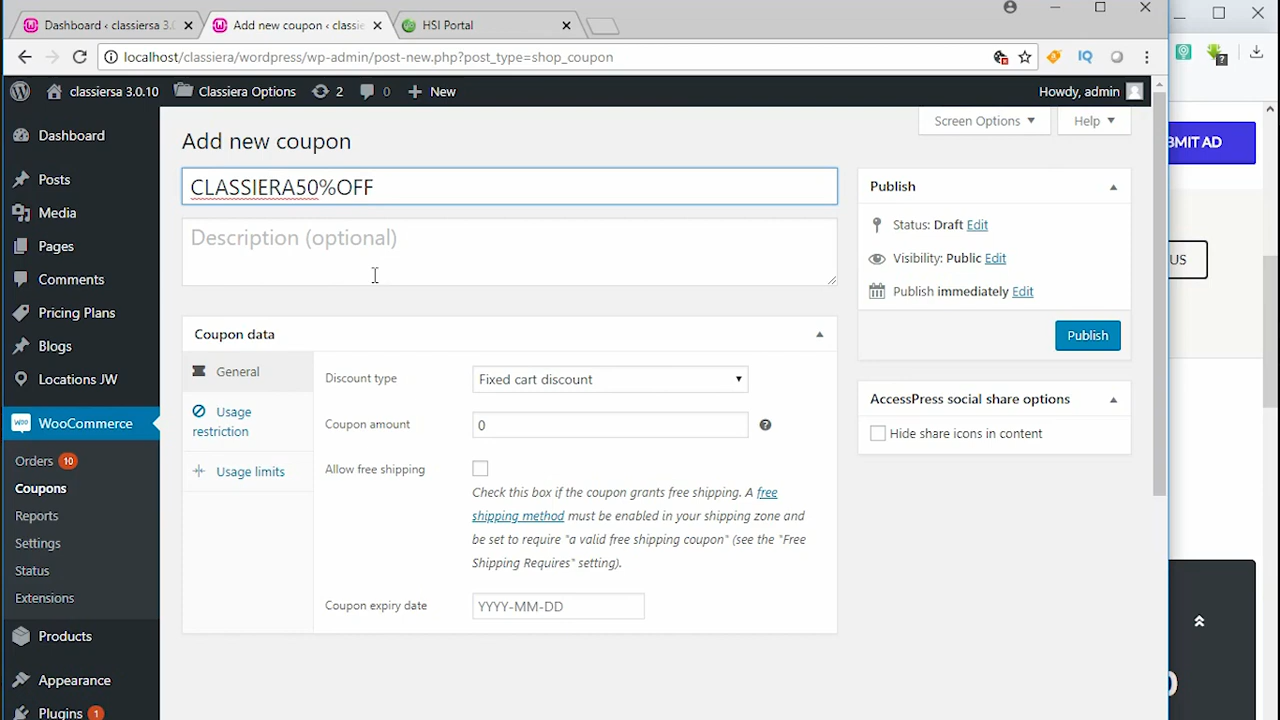 Dashboard ‹ classiersa 3.0
Add new coupon ‹ classie
HSI Portal
localhost/classiera/wordpress/wp-admin/post-new.php?post_type=shop_coupon
IQ
classiersa 3.0.10
Classiera Options
2
0
New
Howdy, admin
Dashboard
Posts
Media
Pages
Comments
Pricing Plans
Blogs
Locations JW
WooCommerce
Orders 10
Coupons
Reports
Settings
Status
Extensions
Products
Appearance
Plugins 1
Screen Options
Help
Add new coupon
CLASSIERA50%OFF
Description (optional)
Coupon data
General
Usage
restriction
Usage limits
Discount type
Fixed cart discount
Coupon amount
0
Allow free shipping
Check this box if the coupon grants free shipping. A free
shipping method must be enabled in your shipping zone and
be set to require "a valid free shipping coupon" (see the "Free
Shipping Requires" setting).
Coupon expiry date
YYYY-MM-DD
Publish
Status: Draft Edit
Visibility: Public Edit
Publish immediately Edit
Publish
AccessPress social share options
Hide share icons in content
AD
US